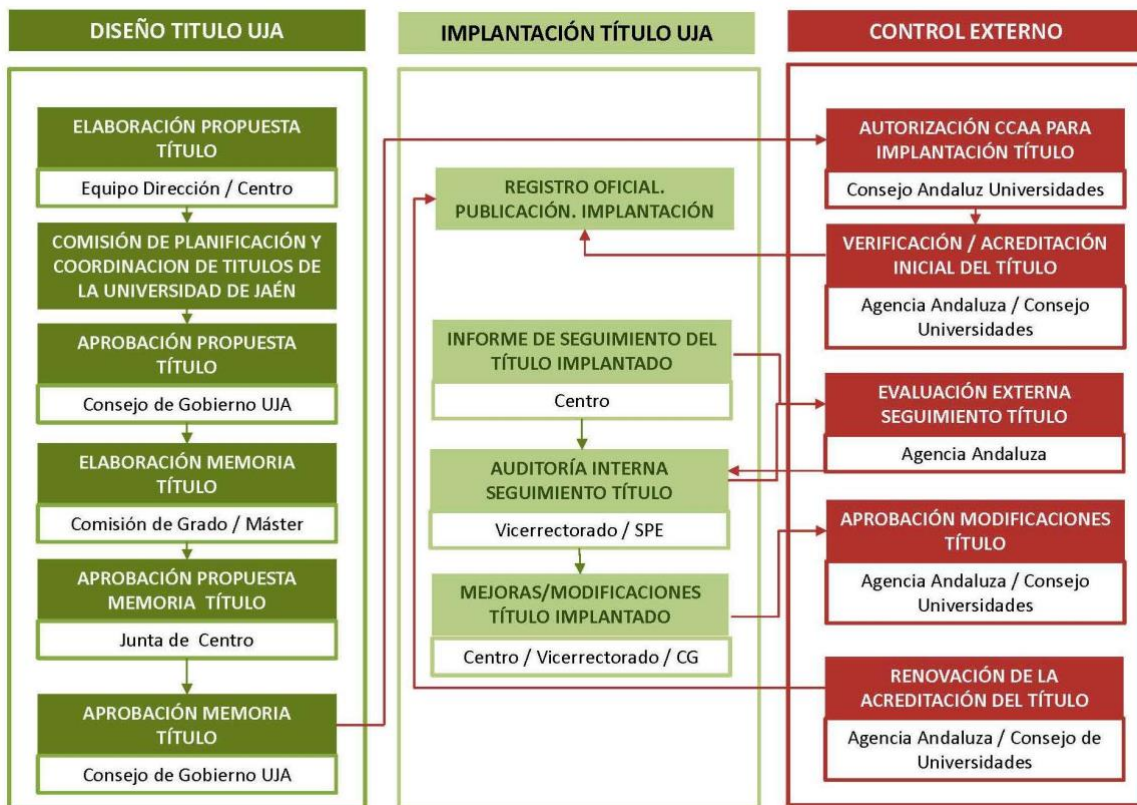 DISEÑO TITULO UJA
ELABORACIÓN PROPUESTA
TÍTULO
Equipo Dirección / Centro
COMISIÓN DE PLANIFICACIÓN Y
COORDINACION DE TITULOS DE
LA UNIVERSIDAD DE JAÉN
APROBACIÓN PROPUESTA
TÍTULO
Consejo de Gobierno UJA
ELABORACIÓN MEMORIA
TÍTULO
Comisión de Grado / Máster
APROBACIÓN PROPUESTA
MEMORIA TÍTULO
Junta de Centro
APROBACIÓN MEMORIA
TÍTULO
Consejo de Gobierno UJA
IMPLANTACIÓN TÍTULO UJA
REGISTRO OFICIAL.
PUBLICACIÓN. IMPLANTACIÓN
INFORME DE SEGUIMIENTO DEL
TÍTULO IMPLANTADO
Centro
AUDITORÍA INTERNA
SEGUIMIENTO TÍTULO
Vicerrectorado / SPE
MEJORAS/MODIFICACIONES
TÍTULO IMPLANTADO
Centro / Vicerrectorado / CG
CONTROL EXTERNO
AUTORIZACIÓN CCAA PARA
IMPLANTACIÓN TÍTULO
Consejo Andaluz Universidades
VERIFICACIÓN / ACREDITACIÓN
INICIAL DEL TÍTULO
Agencia Andaluza / Consejo
Universidades
EVALUACIÓN EXTERNA
SEGUIMIENTO TÍTULO
Agencia Andaluza
APROBACIÓN MODIFICACIONES
TÍTULO
Agencia Andaluza / Consejo
Universidades
RENOVACIÓN DE LA
ACREDITACIÓN DEL TÍTULO
Agencia Andaluza / Consejo de
Universidades